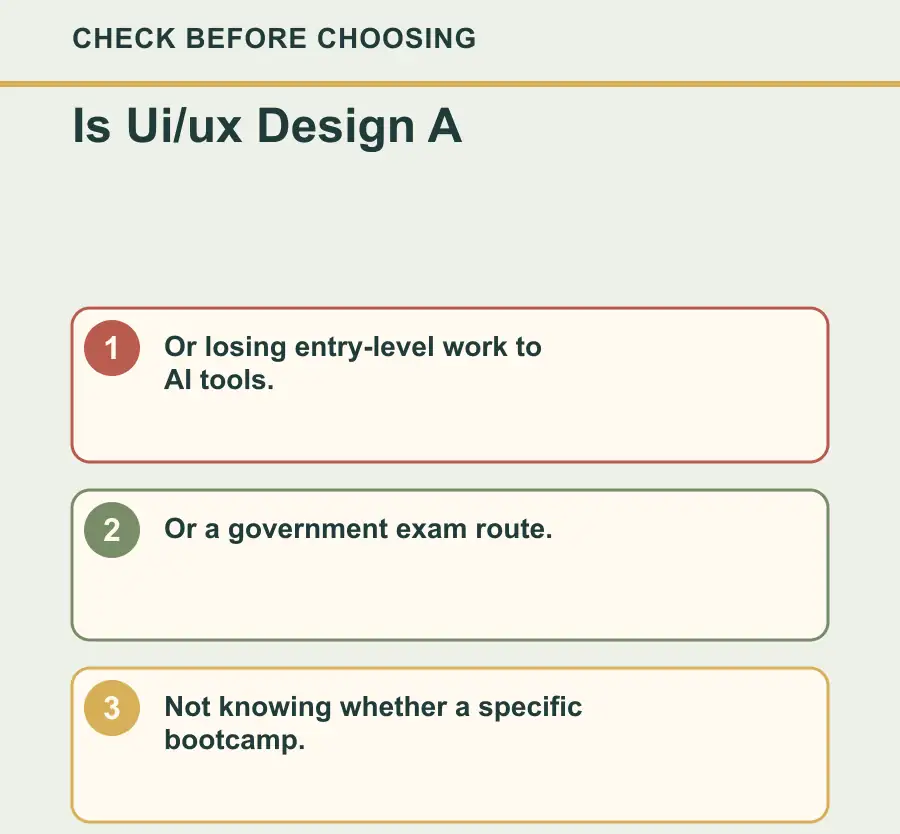 CHECK BEFORE CHOOSING
Is Ui/ux Design A
1
Or losing entry-level work to
AI tools.
2
Or a government exam route.
3
Not knowing whether a specific
bootcamp.